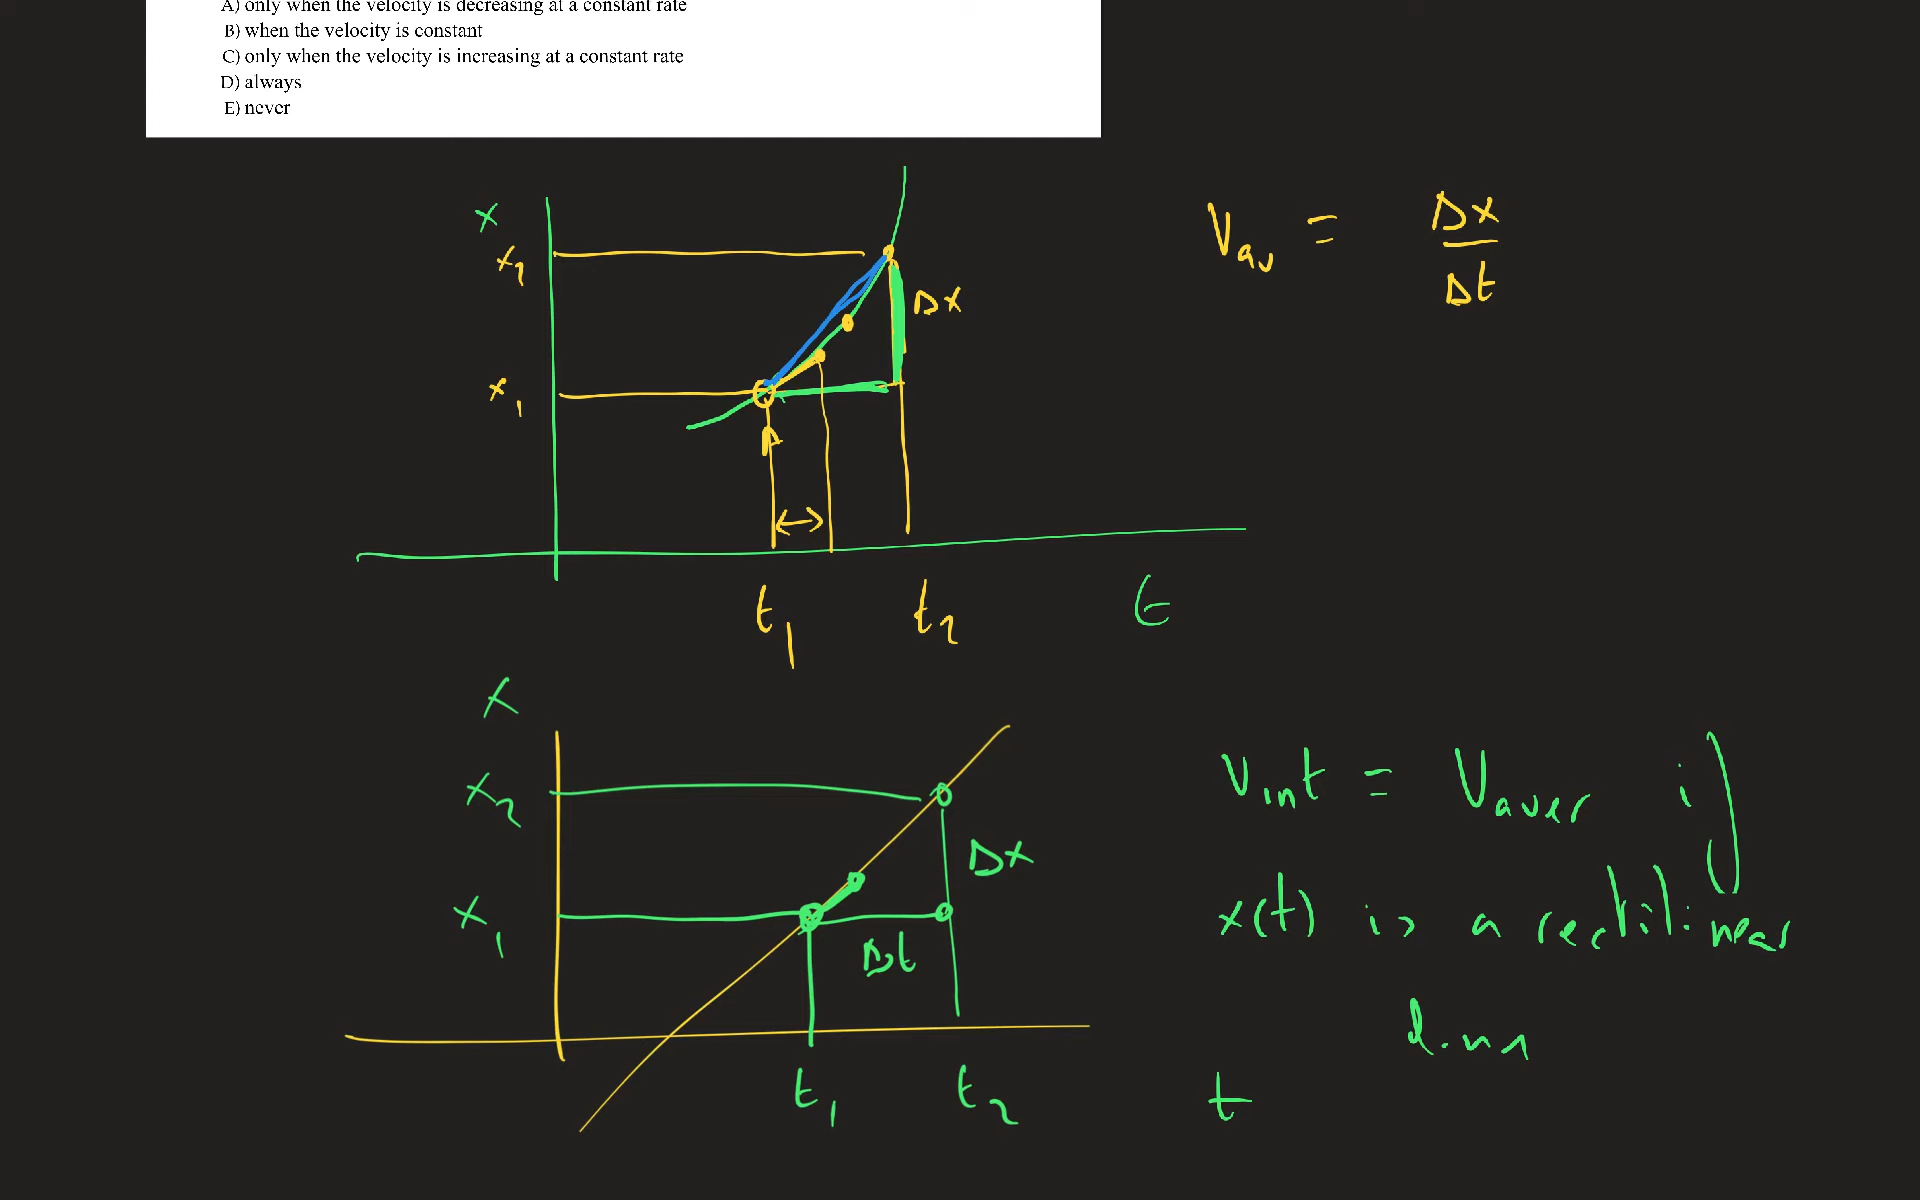 A) only when the velocity is decreasing at a constant rate
B) when the velocity is constant
C) only when the velocity is increasing at a constant rate
D) always
E) never
x
x2
x1
Δx
t1
t2
t
Vav = Δx / Δt
x
x2
x1
Δx
Δt
t1
t2
t
Vint = Vaver if
x(t) is a rectilinear